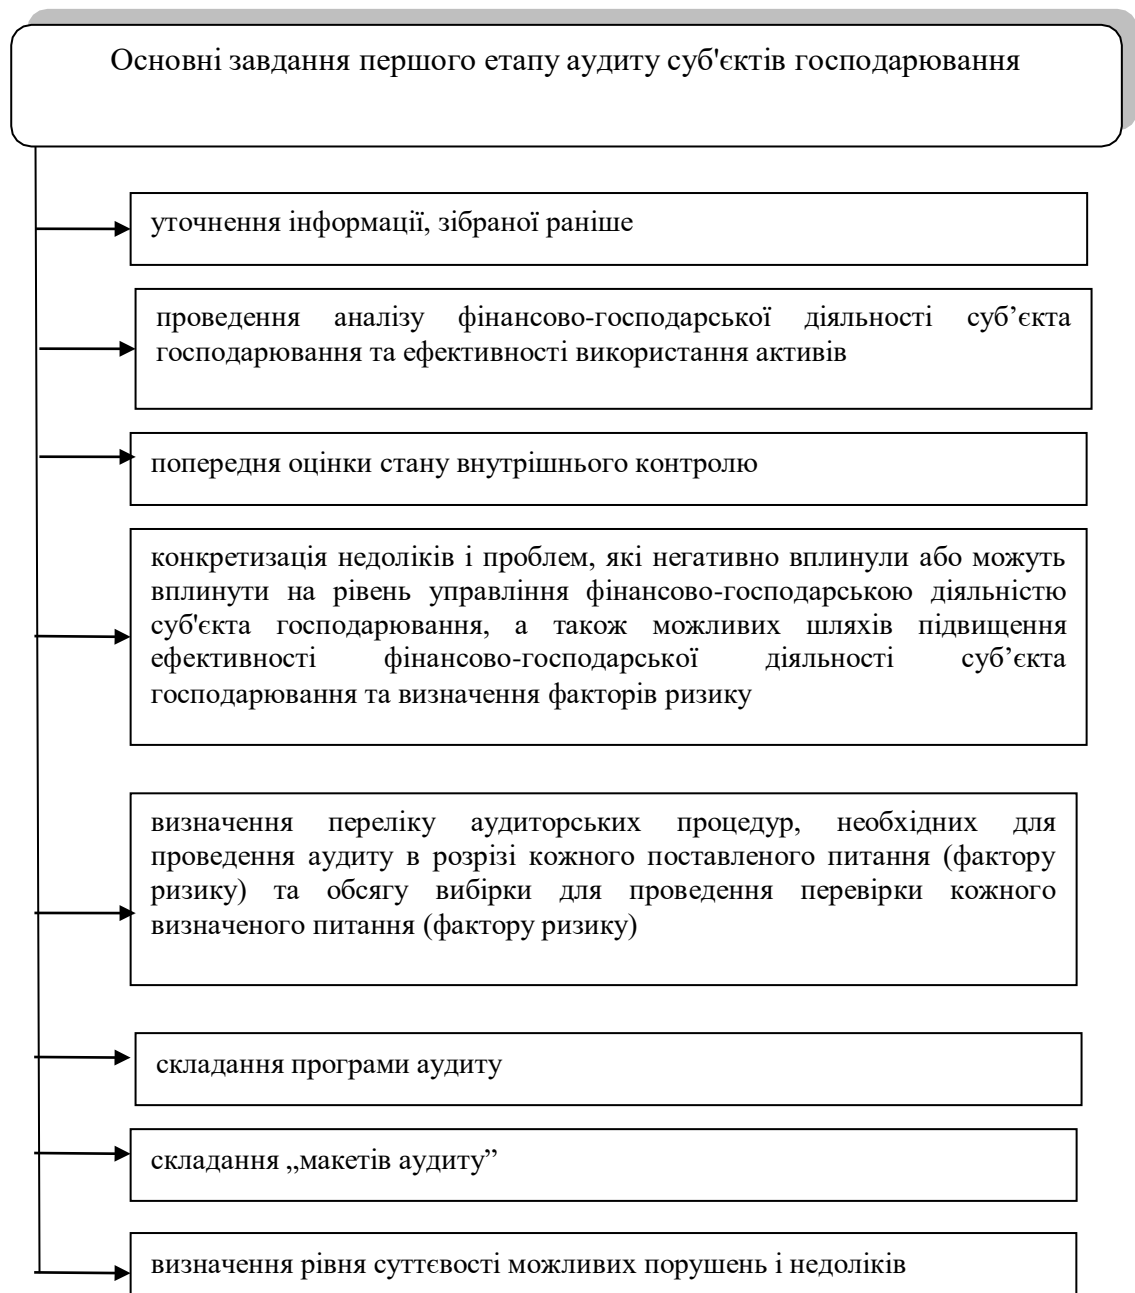 Основні завдання першого етапу аудиту суб'єктів господарювання
уточнення інформації, зібраної раніше
проведення аналізу фінансово-господарської діяльності суб’єкта
господарювання та ефективності використання активів
попередня оцінки стану внутрішнього контролю
конкретизація недоліків і проблем, які негативно вплинули або можуть
вплинути на рівень управління фінансово-господарською діяльністю
суб'єкта господарювання, а також можливих шляхів підвищення
ефективності фінансово-господарської діяльності суб’єкта
господарювання та визначення факторів ризику
визначення переліку аудиторських процедур, необхідних для
проведення аудиту в розрізі кожного поставленого питання (фактору
ризику) та обсягу вибірки для проведення перевірки кожного
визначеного питання (фактору ризику)
складання програми аудиту
складання „макетів аудиту”
визначення рівня суттєвості можливих порушень і недоліків